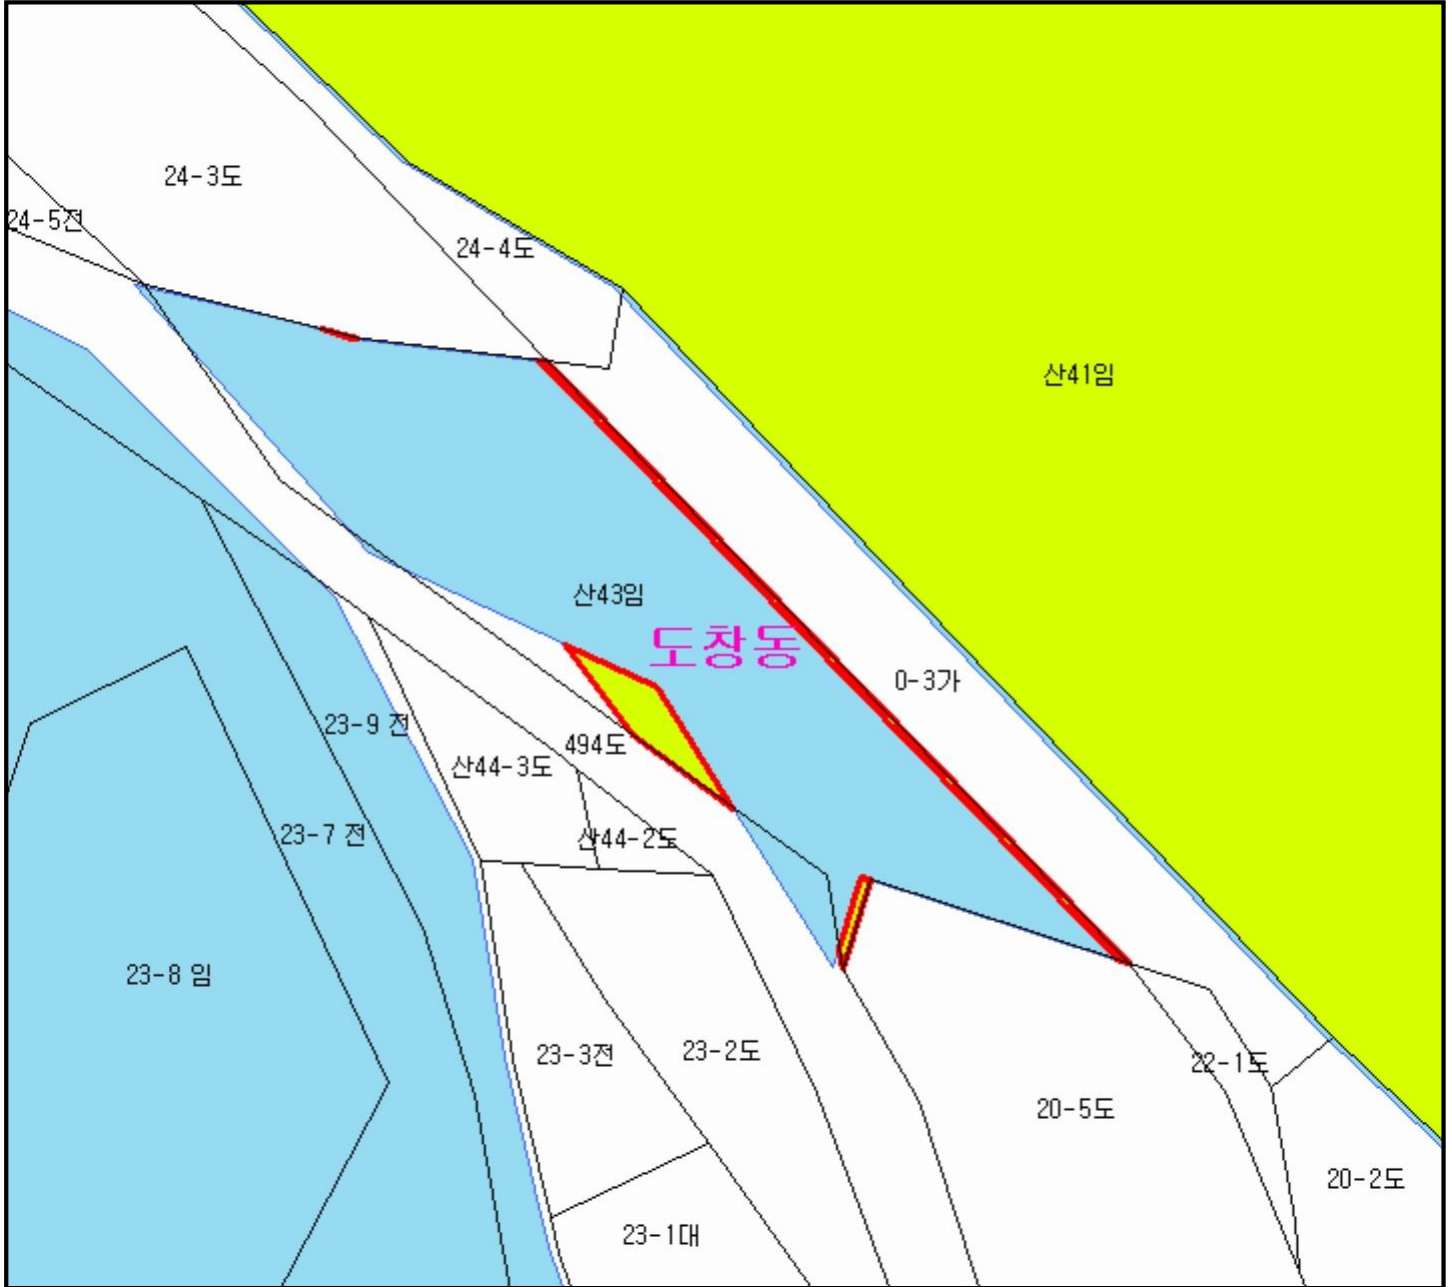 24-3도
24-5전
24-4도
산41임
산43임
도창동
0-3가
23-9 전
494도
산44-3도
23-7 전
산44-2도
23-8 임
23-3전
23-2도
22-1도
20-5도
20-2도
23-1대